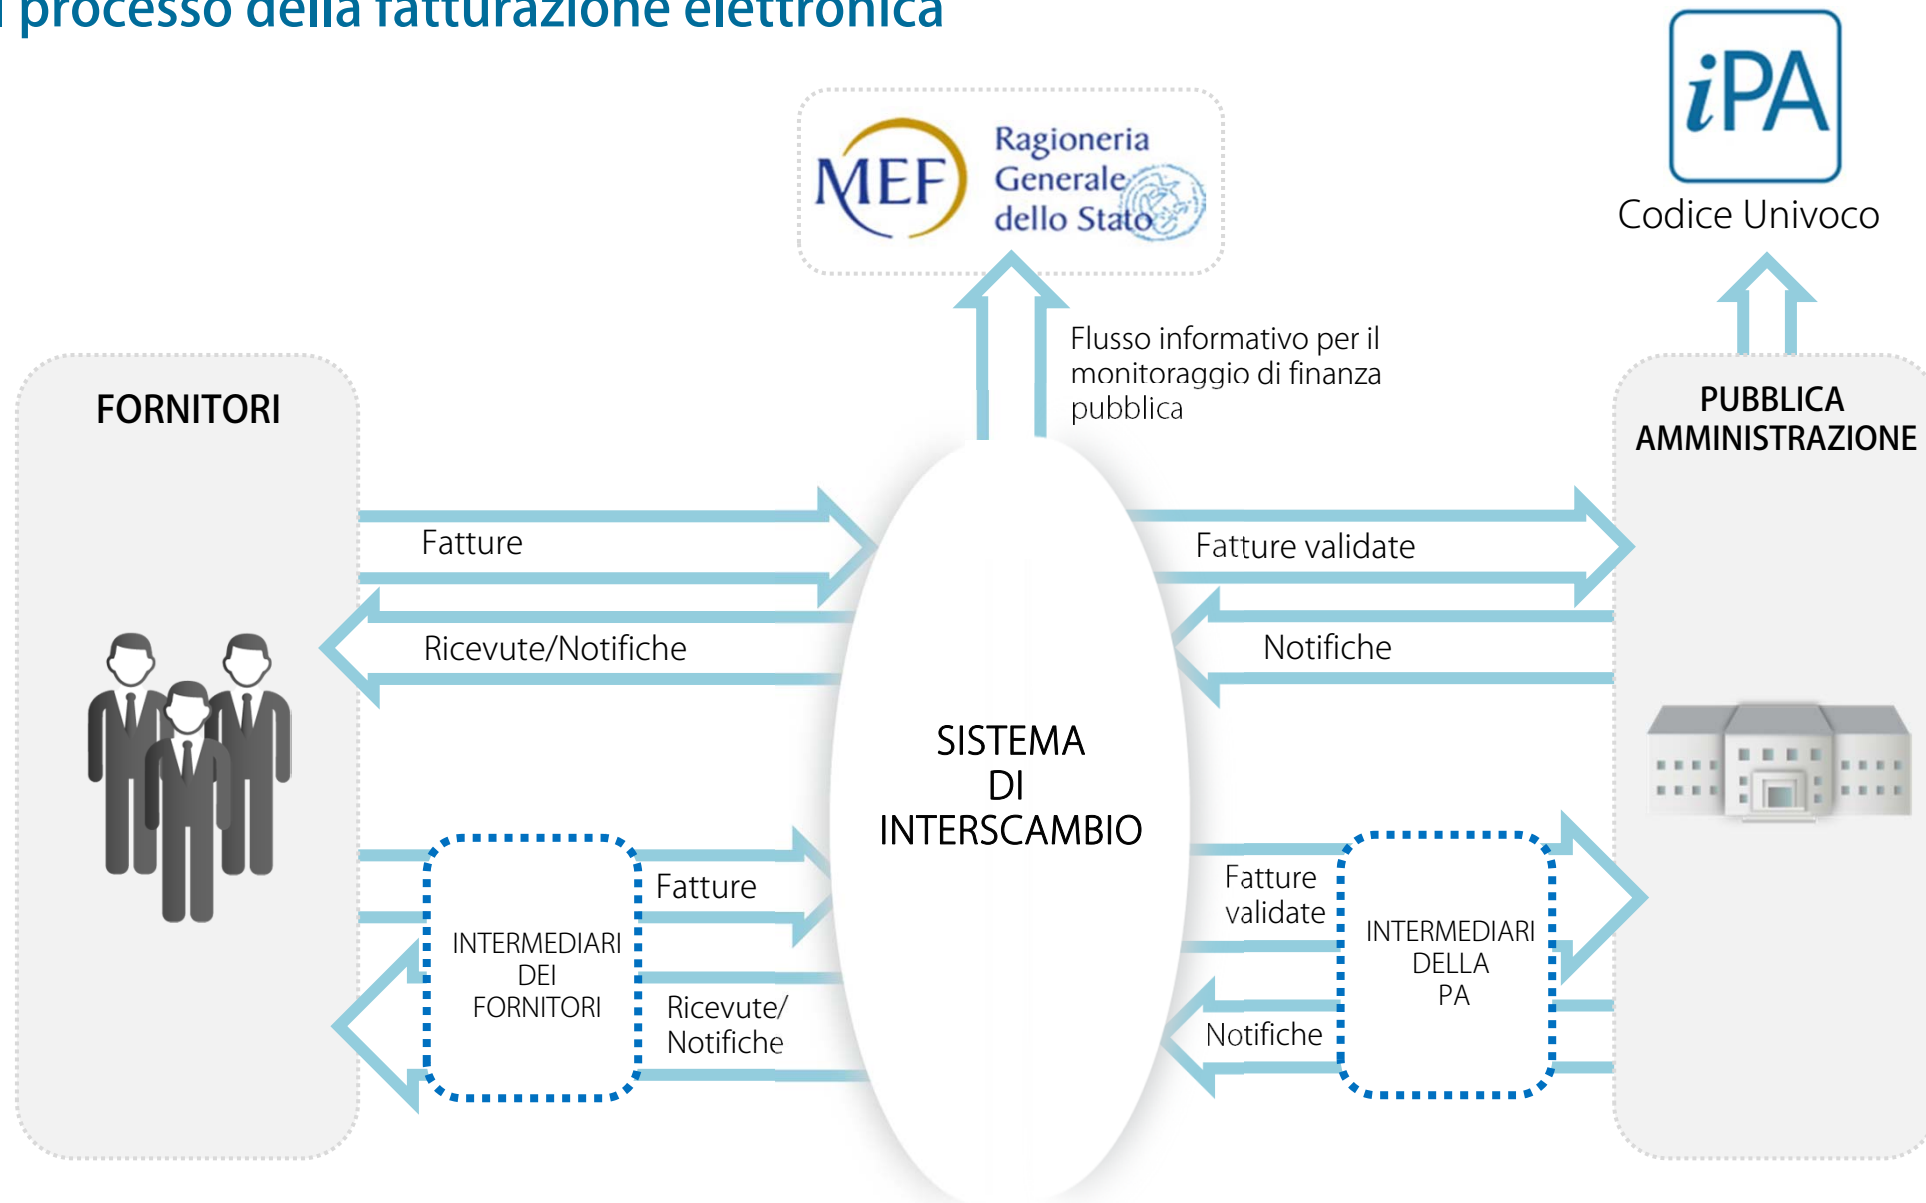 processo della fatturazione elettronica
iPA
Codice Univoco
MEF
Ragioneria
Generale
dello Stato
Flusso informativo per il
monitoraggio di finanza
pubblica
FORNITORI
PUBBLICA
AMMINISTRAZIONE
Fatture
Fatture validate
Ricevute/Notifiche
Notifiche
SISTEMA
DI
INTERSCAMBIO
Fatture
Fatture
validate
INTERMEDIARI
DEI
FORNITORI
INTERMEDIARI
DELLA
PA
Ricevute/
Notifiche
Notifiche